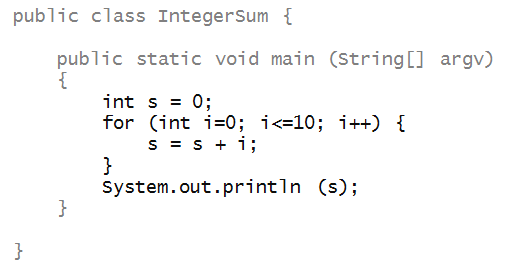 public class IntegerSum {
public static void main (String[] argv)
{
int s = 0;
for (int i=0; i<=10; i++) {
s = s + i;
}
System.out.println (s);
}
}